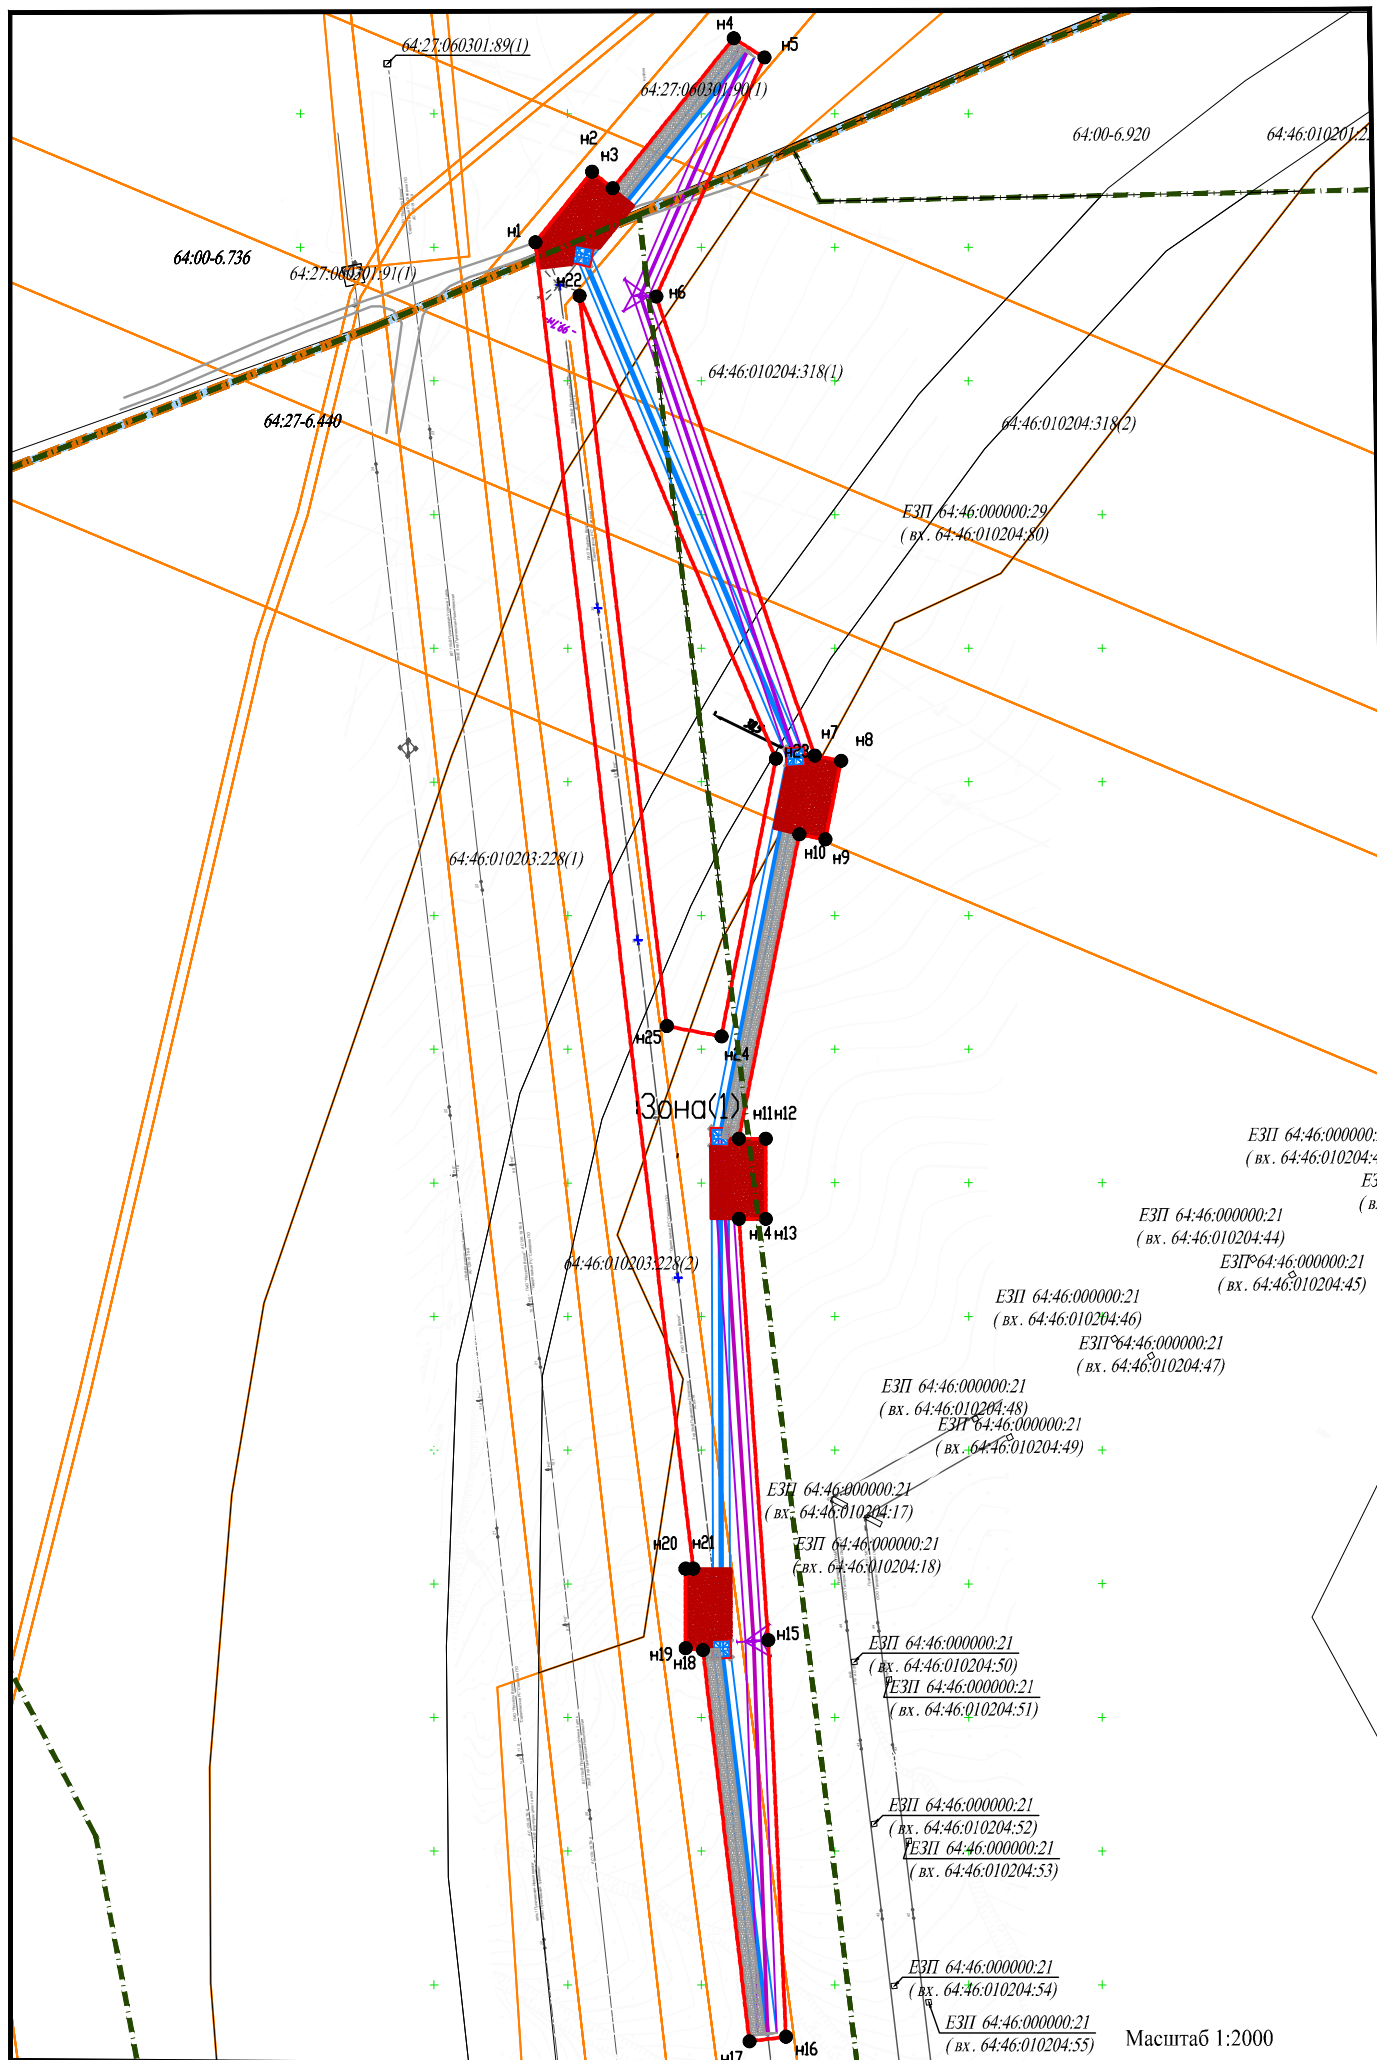 н4
64:27:060301:89(1)
н5
64:27:060301:90(1)
64:00-6.920
н2
н3
н1
64:00-6.736
64:27:060301:91(1)
н22
н6
64:46:010204:318(1)
64:27-6.440
64:46:010204:318(2)
ЕЗП 64:46:000000:29
(вх. 64:46:010204:80)
н7
н8
н23
н10
н9
64:46:010203:228(1)
н25
н24
Зона(1)
н11
н12
ЕЗП 64:46:000000:
(вх. 64:46:010204:4
ЕЗ
(в
ЕЗП 64:46:000000:21
(вх. 64:46:010204:44)
н14
н13
64:46:010203:228(2)
ЕЗП 64:46:000000:21
(вх. 64:46:010204:45)
ЕЗП 64:46:000000:21
(вх. 64:46:010204:46)
ЕЗП 64:46:000000:21
(вх. 64:46:010204:47)
ЕЗП 64:46:000000:21
(вх. 64:46:010204:48)
ЕЗП 64:46:000000:21
(вх. 64:46:010204:49)
ЕЗП 64:46:000000:21
(вх. 64:46:010204:17)
ЕЗП 64:46:000000:21
(вх. 64:46:010204:18)
н20
н21
н15
н19
н18
ЕЗП 64:46:000000:21
(вх. 64:46:010204:50)
ЕЗП 64:46:000000:21
(вх. 64:46:010204:51)
ЕЗП 64:46:000000:21
(вх. 64:46:010204:52)
ЕЗП 64:46:000000:21
(вх. 64:46:010204:53)
ЕЗП 64:46:000000:21
(вх. 64:46:010204:54)
ЕЗП 64:46:000000:21
(вх. 64:46:010204:55)
н17
н16
Масштаб 1:2000